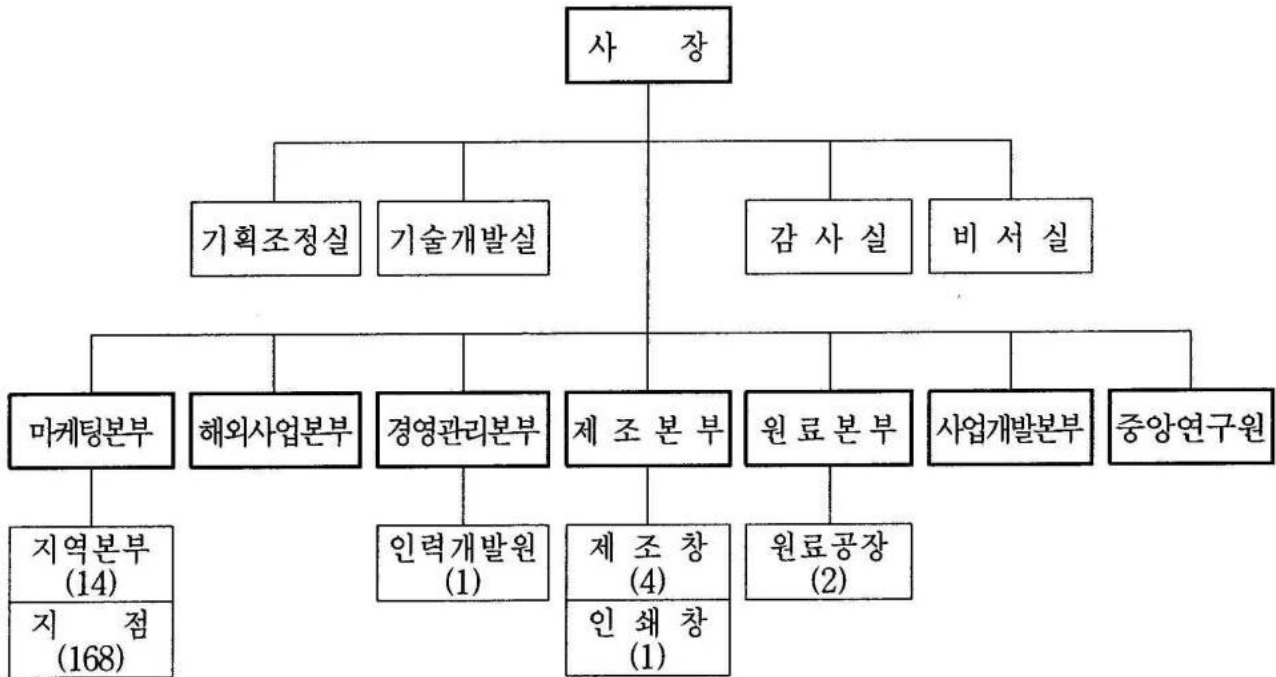 사 장
기획조정실 기술개발실 감 사 실 비 서 실
마케팅본부 해외사업본부 경영관리본부 제 조 본 부 원 료 본 부 사업개발본부 중앙연구원
지역본부 인력개발원 제 조 창 원료공장
(14) (1) (4) (2)
지 점 인 쇄 창
(168) (1)